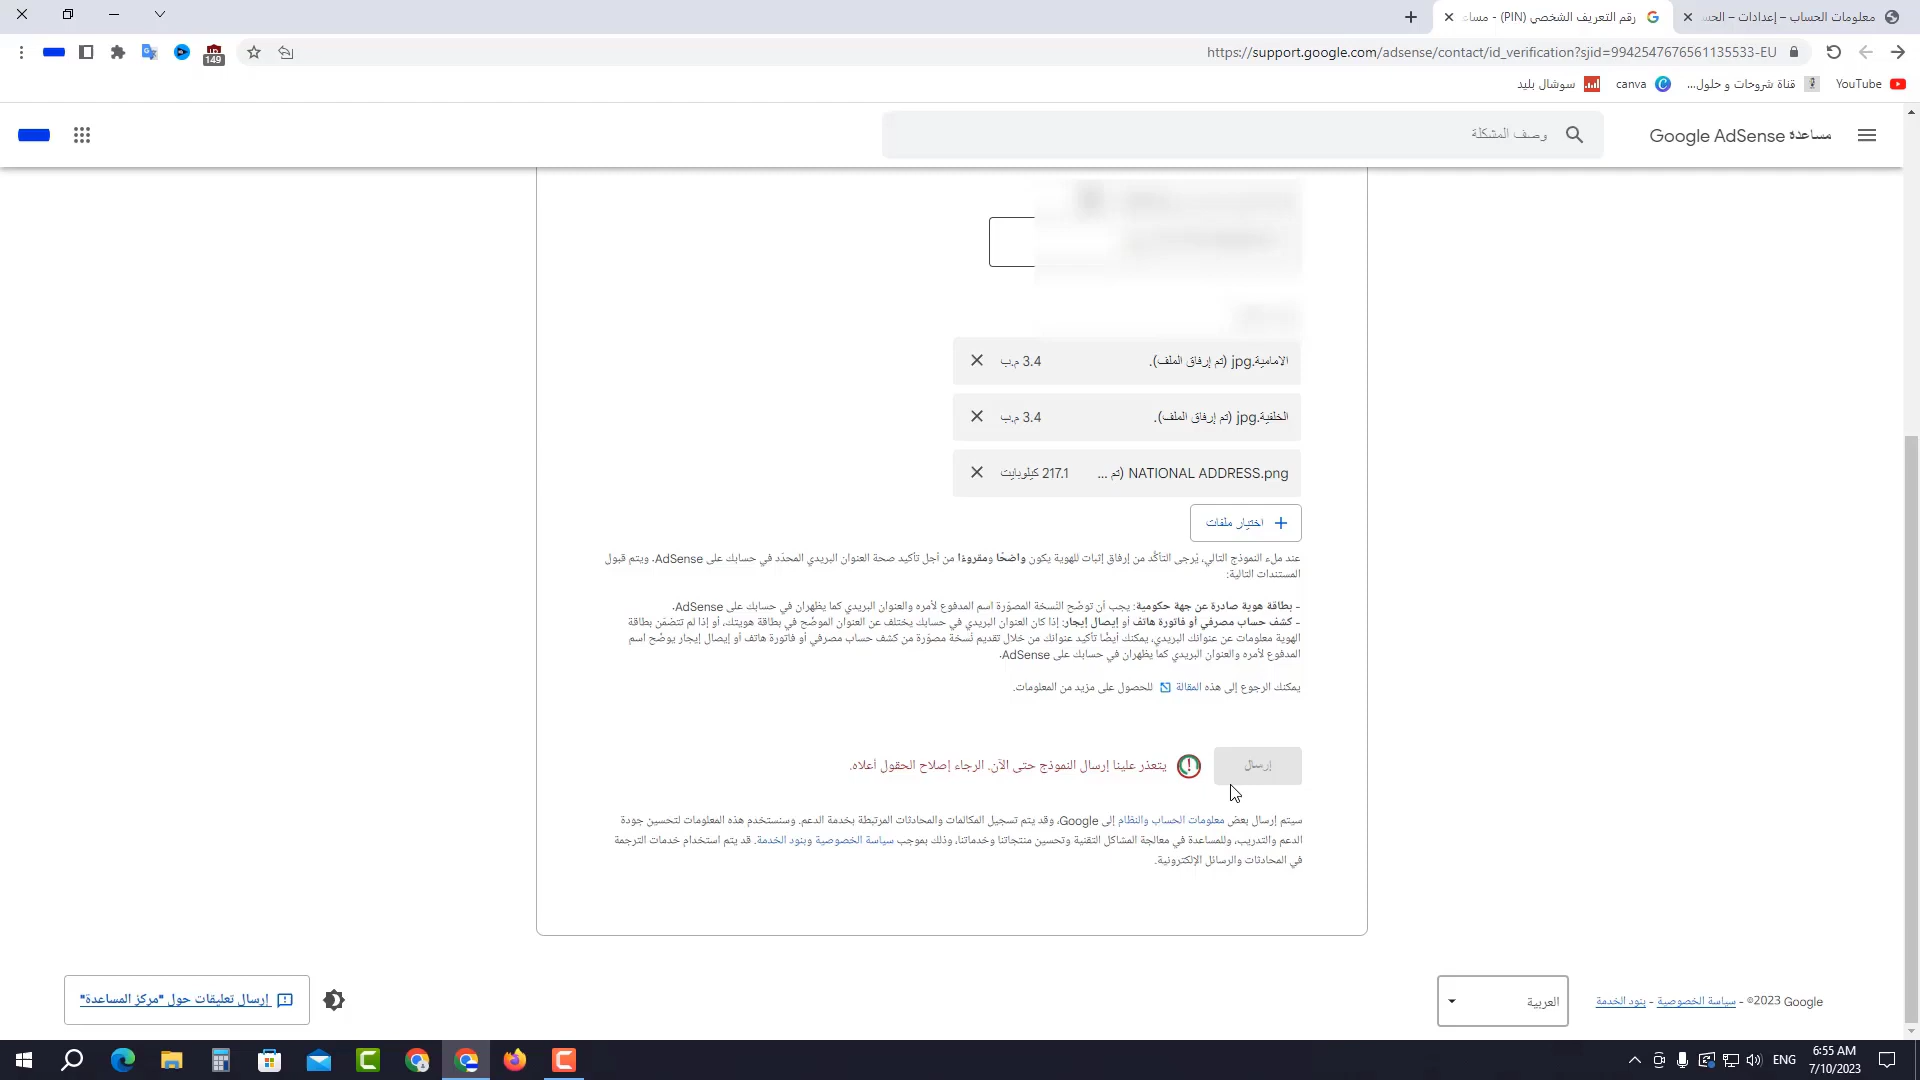 معلومات الحساب – إعدادات – الحس
رقم التعريف الشخصي (PIN) - مساء
https://support.google.com/adsense/contact/id_verification?sjid=9942547676561135533-EU
149
YouTube
قناة شروحات و حلول...
canva
سوشال بليد
مساعدة Google AdSense
وصف المشكلة
الامامية.jpg (تم إرفاق الملف).
3.4 م.ب
الخلفية.jpg (تم إرفاق الملف).
3.4 م.ب
NATIONAL ADDRESS.png (تم ...
217.1 كيلوبايت
اختيار ملفات
عند ملء النموذج التالي، يُرجى التأكّد من إرفاق إثبات للهوية يكون واضحًا ومقروءًا من أجل تأكيد صحة العنوان البريدي المحدّد في حسابك على AdSense. ويتم قبول
المستندات التالية:
- بطاقة هوية صادرة عن جهة حكومية: يجب أن توضّح النُسخة المصوّرة اسم المدفوع لأمره والعنوان البريدي كما يظهران في حسابك على AdSense.
- كشف حساب مصرفي أو فاتورة هاتف أو إيصال إيجار: إذا كان العنوان البريدي في حسابك يختلف عن العنوان الموضّح في بطاقة هويتك، أو إذا لم تتضمّن بطاقة
الهوية معلومات عن عنوانك البريدي، يمكنك أيضًا تأكيد عنوانك من خلال تقديم نُسخة مصوّرة من كشف حساب مصرفي أو فاتورة هاتف أو إيصال إيجار يوضّح اسم
المدفوع لأمره والعنوان البريدي كما يظهران في حسابك على AdSense.
يمكنك الرجوع إلى هذه المقالة للحصول على مزيد من المعلومات.
إرسال
يتعذر علينا إرسال النموذج حتى الآن. الرجاء إصلاح الحقول أعلاه.
سيتم إرسال بعض معلومات الحساب والنظام إلى Google، وقد يتم تسجيل المكالمات والمحادثات المرتبطة بخدمة الدعم. وسنستخدم هذه المعلومات لتحسين جودة
الدعم والتدريب، وللمساعدة في معالجة المشاكل التقنية وتحسين منتجاتنا وخدماتنا، وذلك بموجب سياسة الخصوصية وبنود الخدمة. قد يتم استخدام خدمات الترجمة
في المحادثات والرسائل الإلكترونية.
©2023 Google - سياسة الخصوصية - بنود الخدمة
العربية
إرسال تعليقات حول "مركز المساعدة"
ENG
6:55 AM
7/10/2023